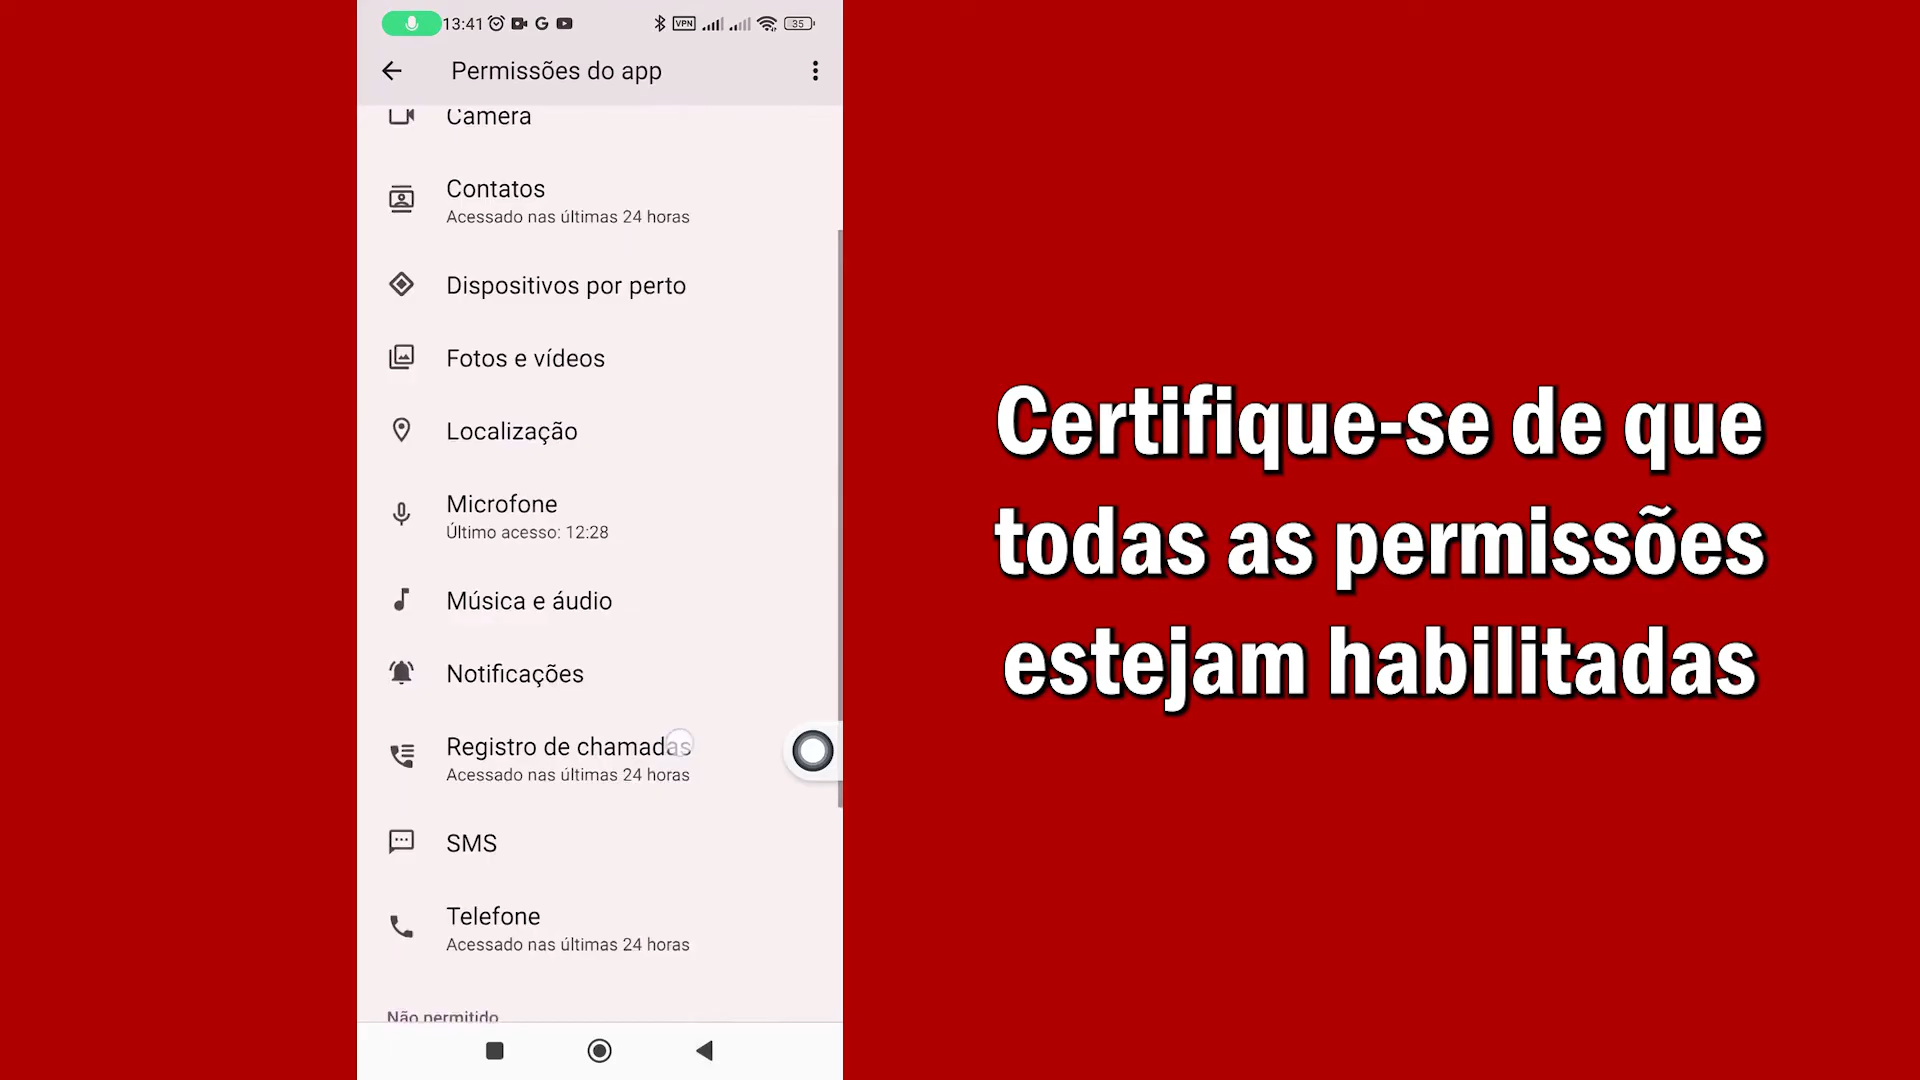 13:41
VPN
35
Permissões do app
Câmera
Contatos
Acessado nas últimas 24 horas
Dispositivos por perto
Fotos e vídeos
Localização
Microfone
Último acesso: 12:28
Música e áudio
Notificações
Registro de chamadas
Acessado nas últimas 24 horas
SMS
Telefone
Acessado nas últimas 24 horas
Não permitido
Certifique-se de que
todas as permissões
estejam habilitadas